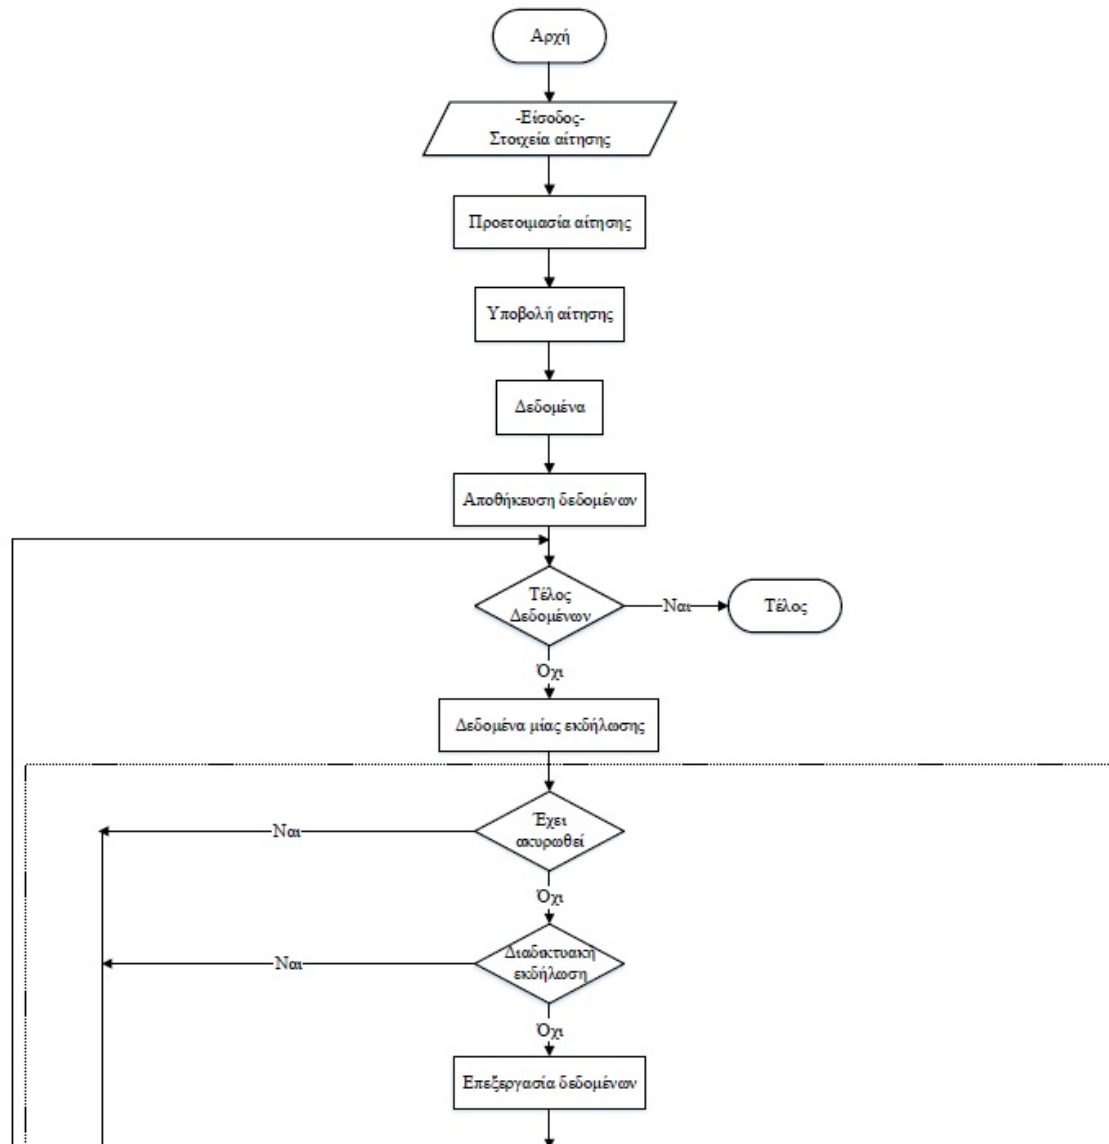 Αρχή
-Είσοδος-
Στοιχεία αίτησης
Προετοιμασία αίτησης
Υποβολή αίτησης
Δεδομένα
Αποθήκευση δεδομένων
Τέλος
Δεδομένων
Ναι
Τέλος
Όχι
Δεδομένα μίας εκδήλωσης
Έχει
ακυρωθεί
Ναι
Όχι
Διαδικτυακή
εκδήλωση
Ναι
Όχι
Επεξεργασία δεδομένων